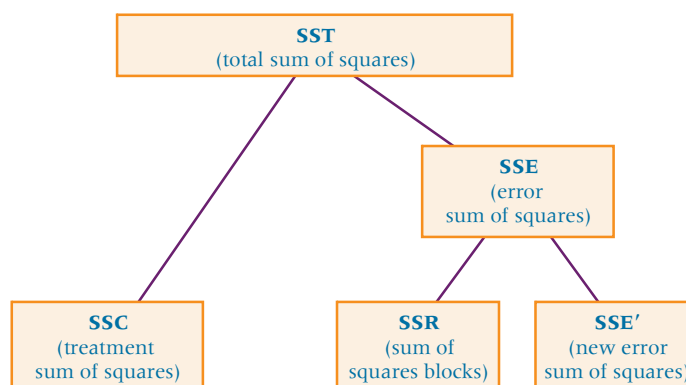 SST
(total sum of squares)
SSE
(error
sum of squares)
SSC
(treatment
sum of squares)
SSR
(sum of
squares blocks)
SSE′
(new error
sum of squares)